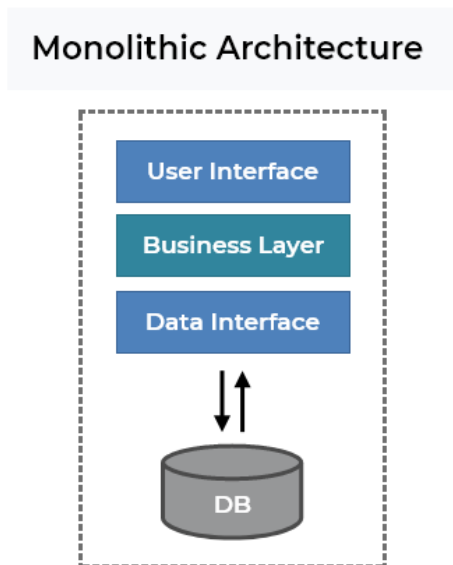 Monolithic Architecture
User Interface
Business Layer
Data Interface
DB